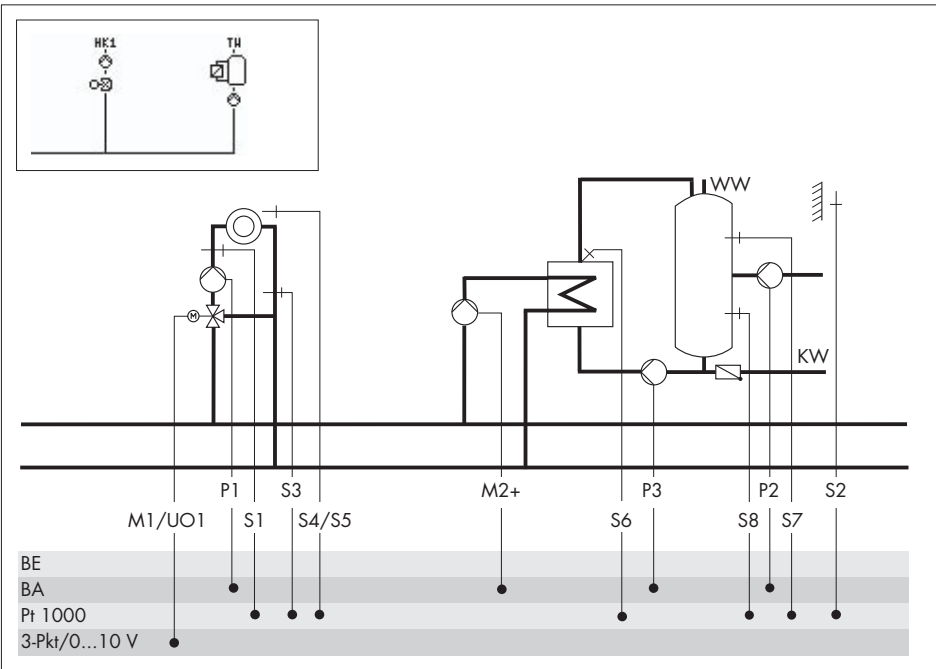 HK1 TW
WW
M
KW
P1 S3 M2+ P3 P2 S2
M1/UO1 S1 S4/S5 S6 S8 S7
BE
BA
Pt 1000
3-Pkt/0...10 V